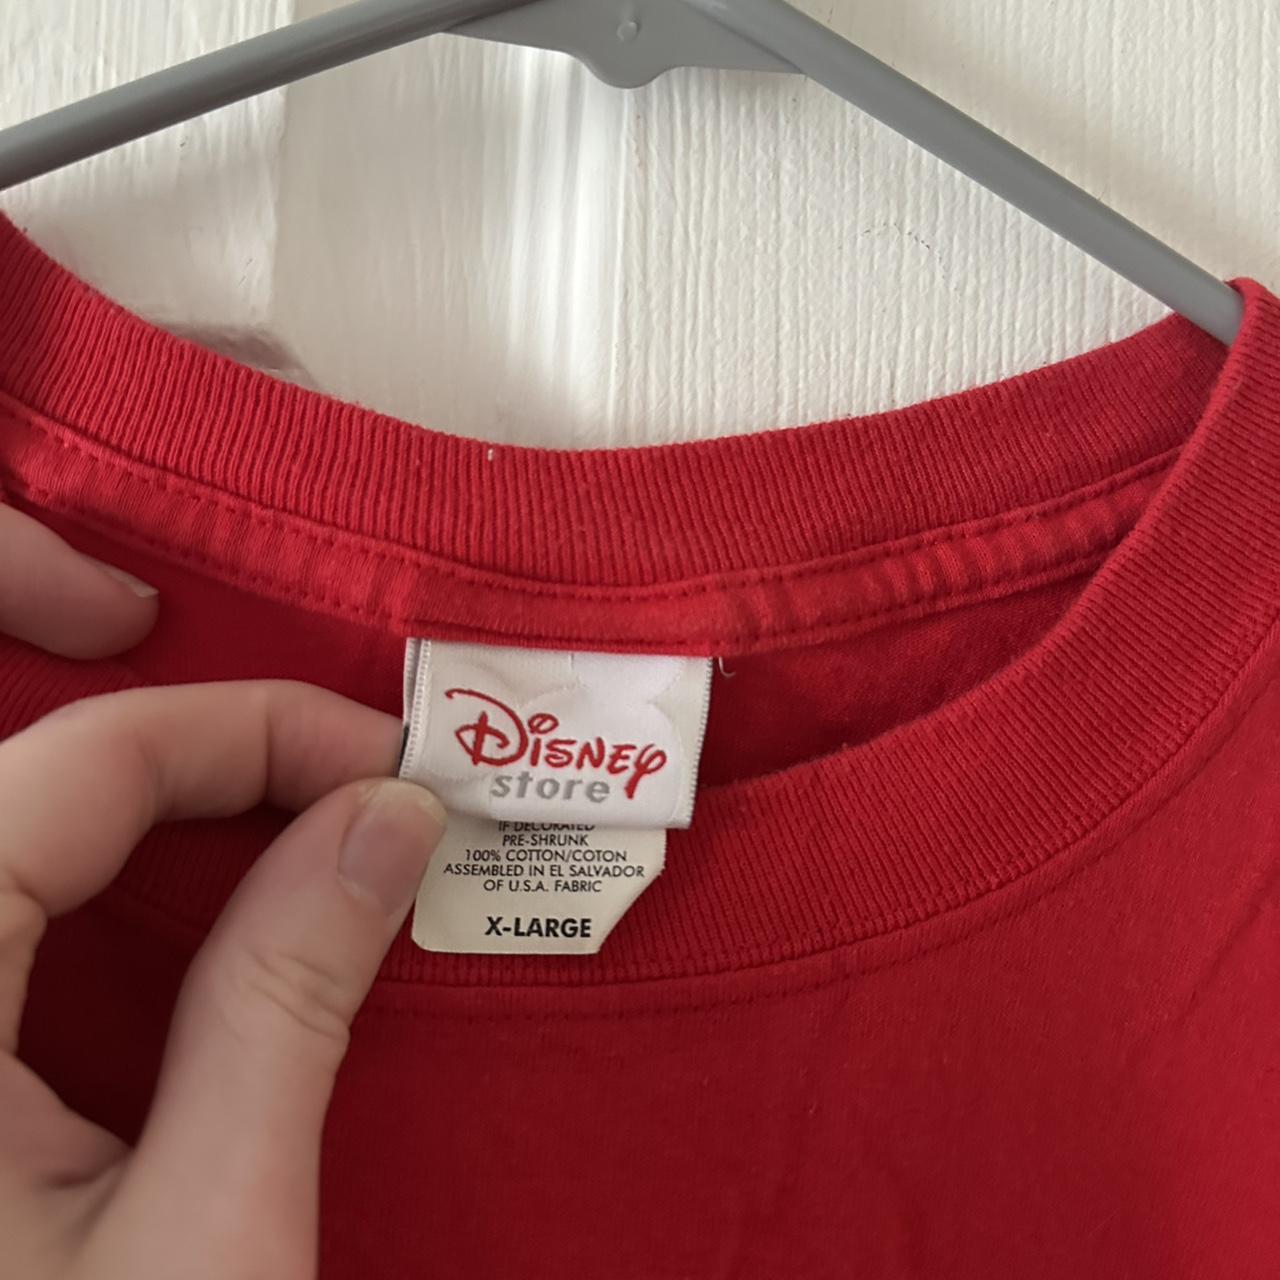 Disney
store
IF DECORATED
PRE-SHRUNK
100% COTTON/COTON
ASSEMBLED IN EL SALVADOR
OF U.S.A. FABRIC
X-LARGE